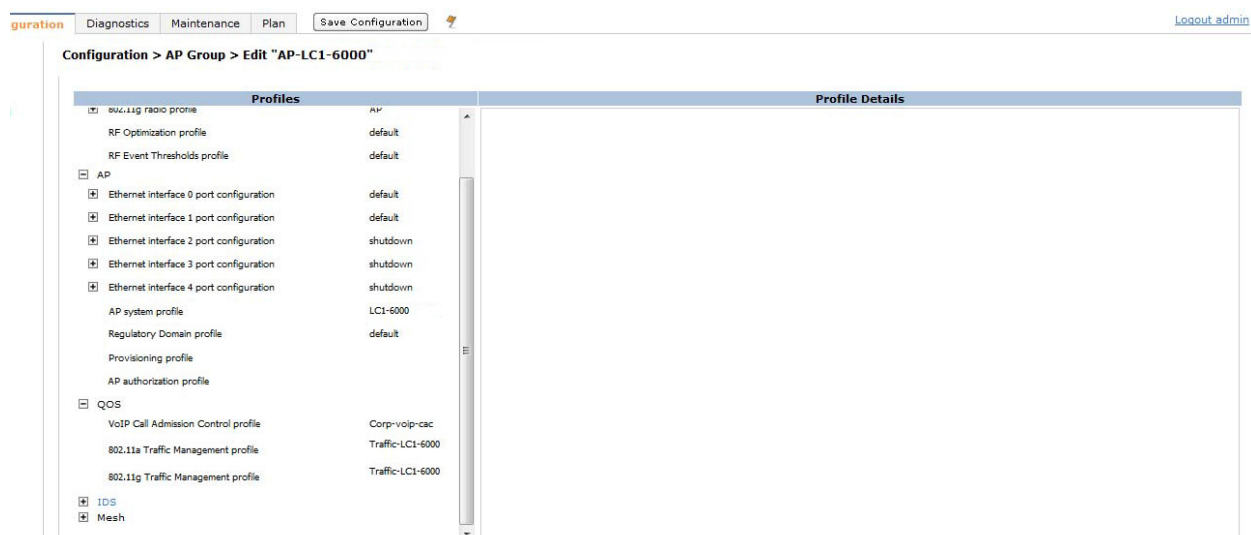 guration Diagnostics Maintenance Plan Save Configuration Logout admin
Configuration > AP Group > Edit "AP-LC1-6000"
Profiles Profile Details
802.11g radio profile AP
RF Optimization profile default
RF Event Thresholds profile default
AP
Ethernet interface 0 port configuration default
Ethernet interface 1 port configuration default
Ethernet interface 2 port configuration shutdown
Ethernet interface 3 port configuration shutdown
Ethernet interface 4 port configuration shutdown
AP system profile LC1-6000
Regulatory Domain profile default
Provisioning profile
AP authorization profile
QOS
VoIP Call Admission Control profile Corp-voip-cac
802.11a Traffic Management profile Traffic-LC1-6000
802.11g Traffic Management profile Traffic-LC1-6000
IDS
Mesh